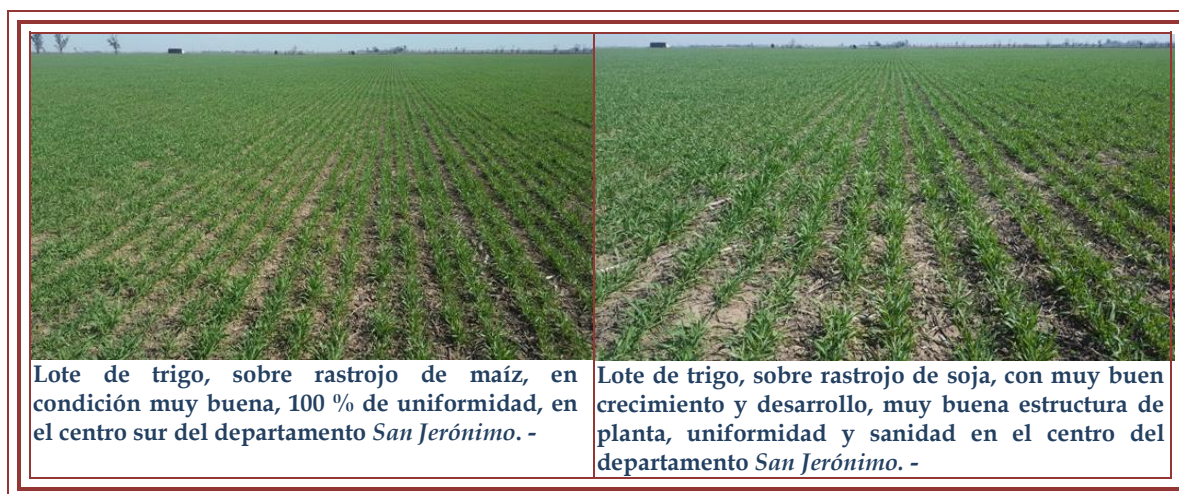 Lote de trigo, sobre rastrojo de maíz, en
condición muy buena, 100 % de uniformidad, en
el centro sur del departamento San Jerónimo. -
Lote de trigo, sobre rastrojo de soja, con muy buen
crecimiento y desarrollo, muy buena estructura de
planta, uniformidad y sanidad en el centro del
departamento San Jerónimo. -